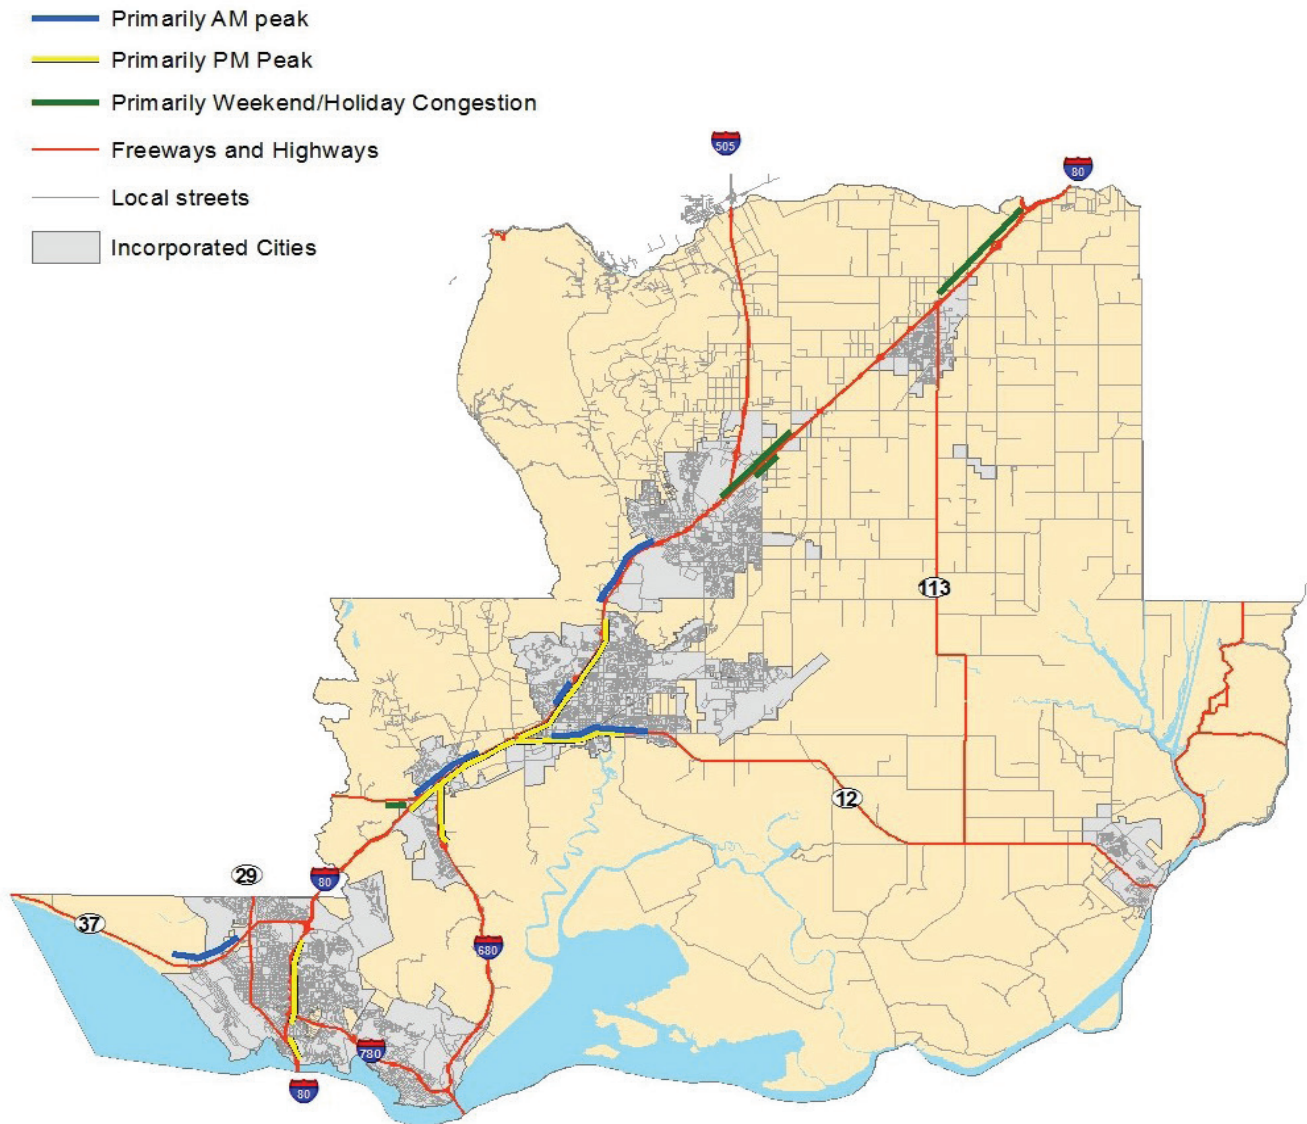 Primarily AM peak
Primarily PM Peak
Primarily Weekend/Holiday Congestion
Freeways and Highways
Local streets
Incorporated Cities
505
80
113
12
29
80
37
680
780
80